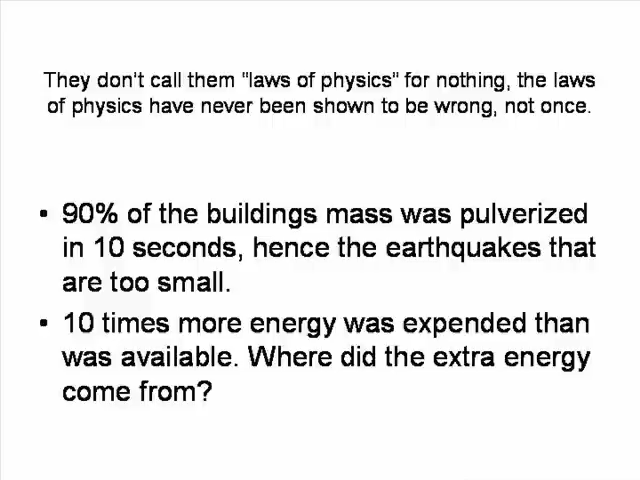 They don't call them "laws of physics" for nothing, the laws
of physics have never been shown to be wrong, not once.
• 90% of the buildings mass was pulverized
in 10 seconds, hence the earthquakes that
are too small.
• 10 times more energy was expended than
was available. Where did the extra energy
come from?